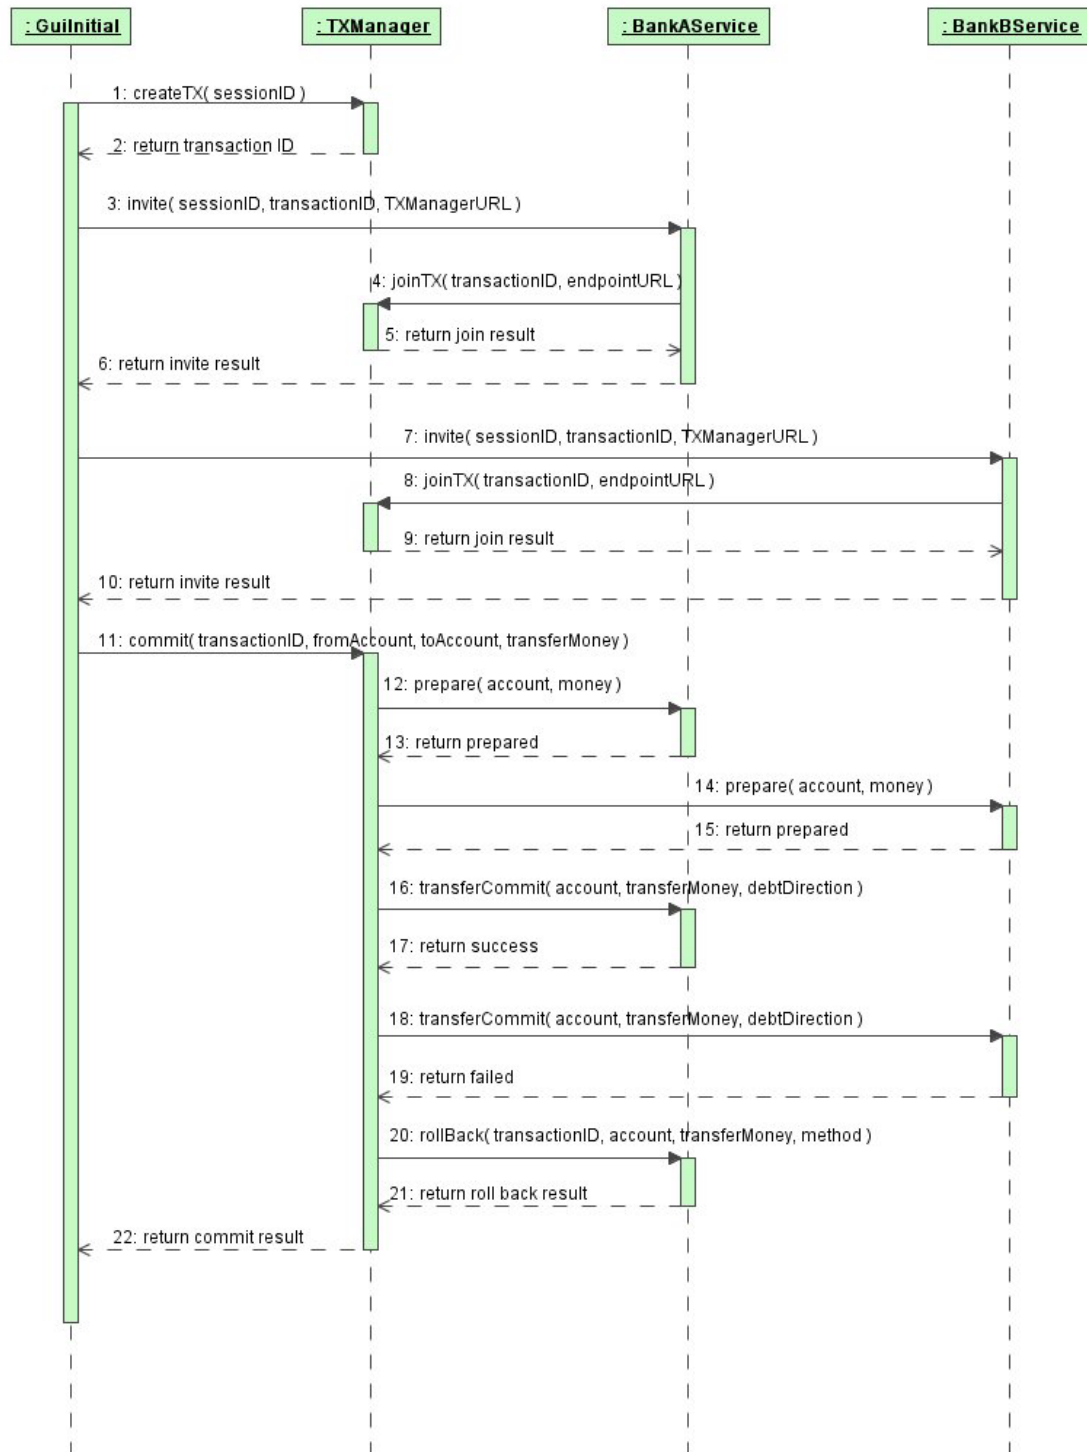 : GuiInitial
: TXManager
: BankAService
: BankBService
1: createTX( sessionID )
2: return transaction ID
3: invite( sessionID, transactionID, TXManagerURL )
4: joinTX( transactionID, endpointURL )
5: return join result
6: return invite result
7: invite( sessionID, transactionID, TXManagerURL )
8: joinTX( transactionID, endpointURL )
9: return join result
10: return invite result
11: commit( transactionID, fromAccount, toAccount, transferMoney )
12: prepare( account, money )
13: return prepared
14: prepare( account, money )
15: return prepared
16: transferCommit( account, transferMoney, debtDirection )
17: return success
18: transferCommit( account, transferMoney, debtDirection )
19: return failed
20: rollBack( transactionID, account, transferMoney, method )
21: return roll back result
22: return commit result